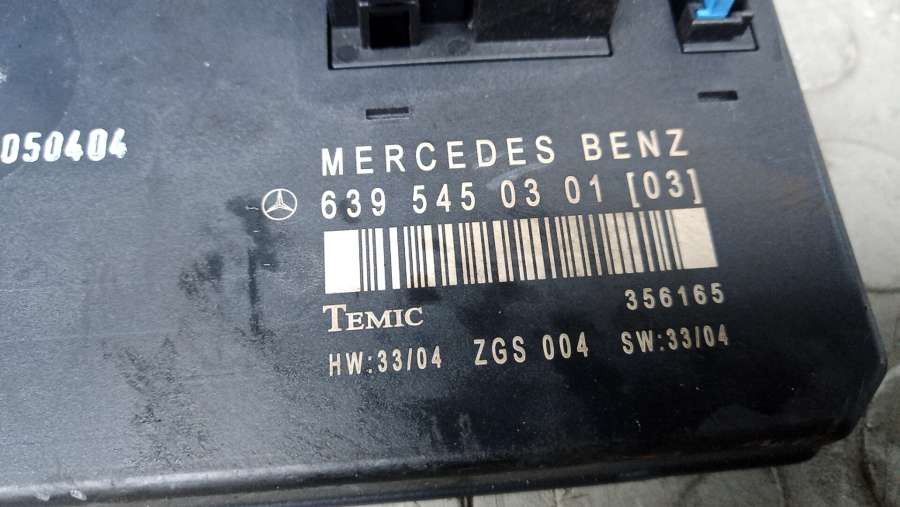 050404
MERCEDES BENZ
639 545 03 01 [03]
TEMIC
356165
HW:33/04 ZGS 004 SW:33/04